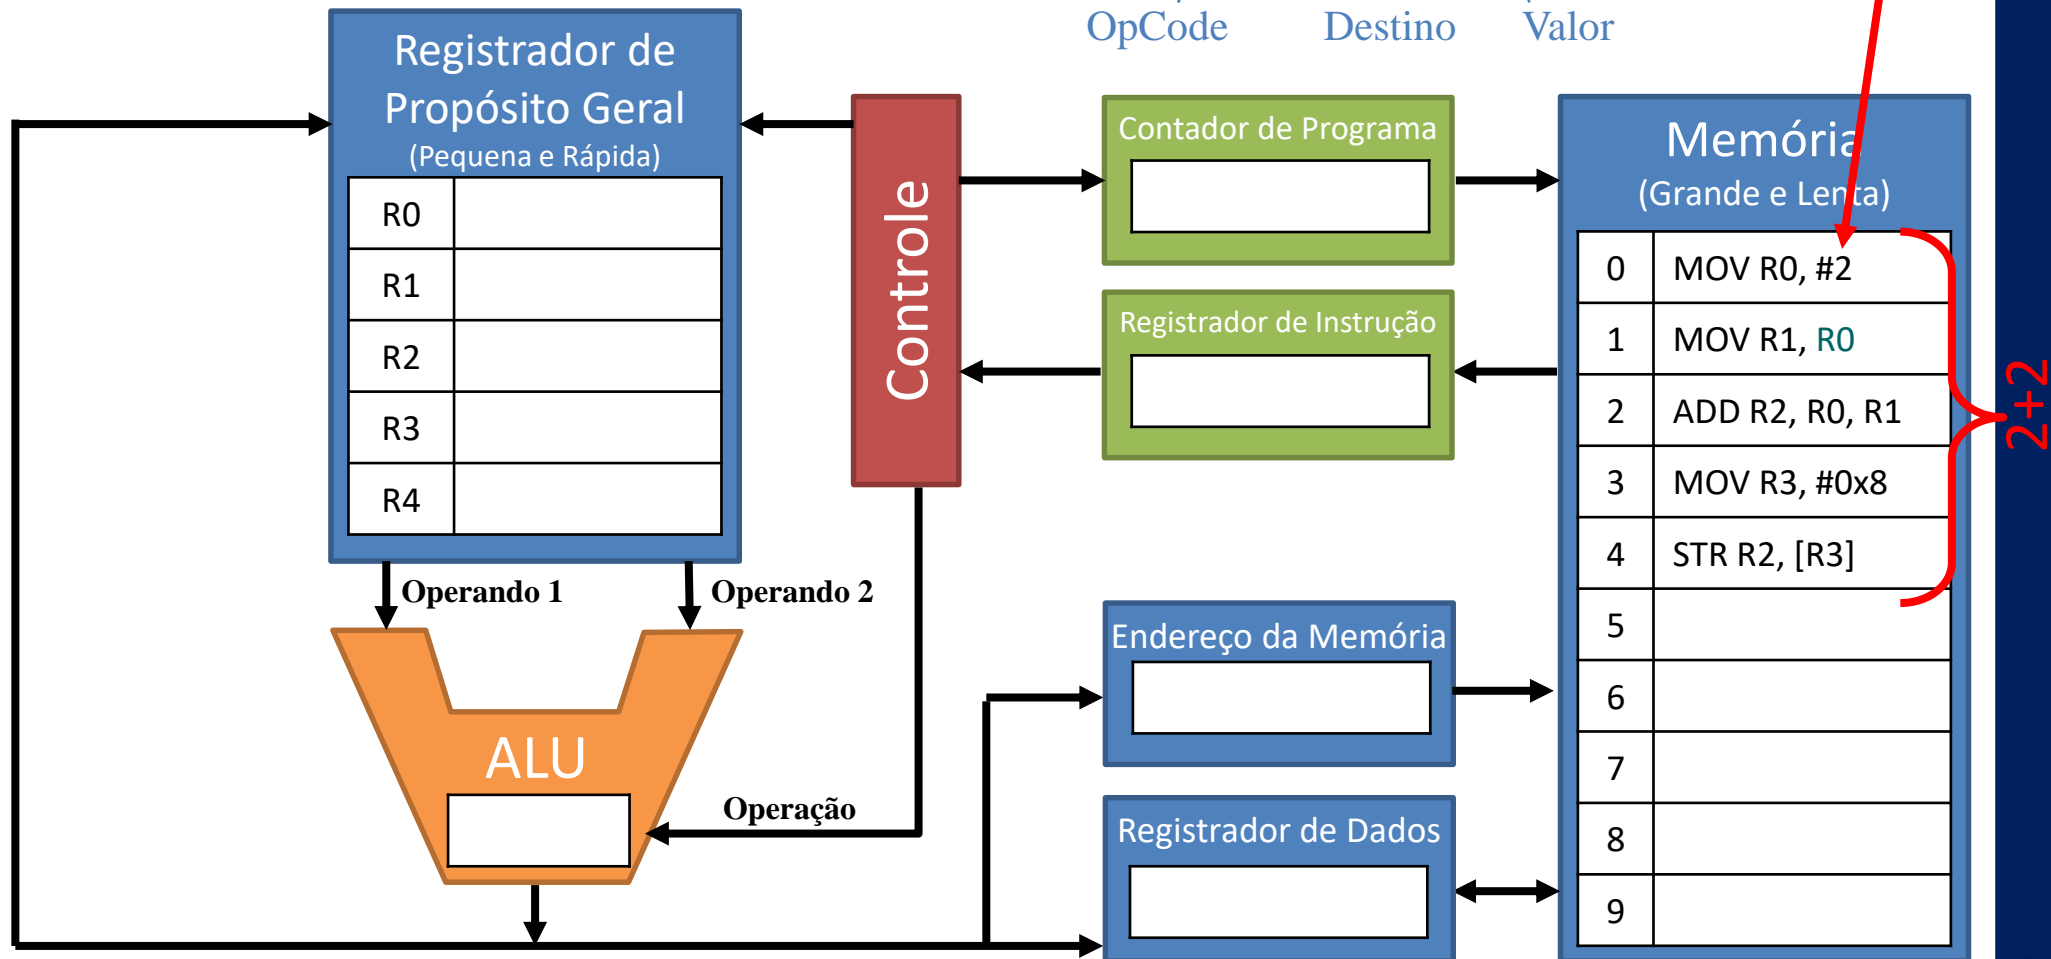 OpCode Destino Valor
Registrador de
Propósito Geral
(Pequena e Rápida)
R0
R1
R2
R3
R4
Controle
Contador de Programa
Registrador de Instrução
Memória
(Grande e Lenta)
0 MOV R0, #2
1 MOV R1, R0
2 ADD R2, R0, R1
3 MOV R3, #0x8
4 STR R2, [R3]
5
6
7
8
9
2+2
Operando 1
Operando 2
ALU
Operação
Endereço da Memória
Registrador de Dados